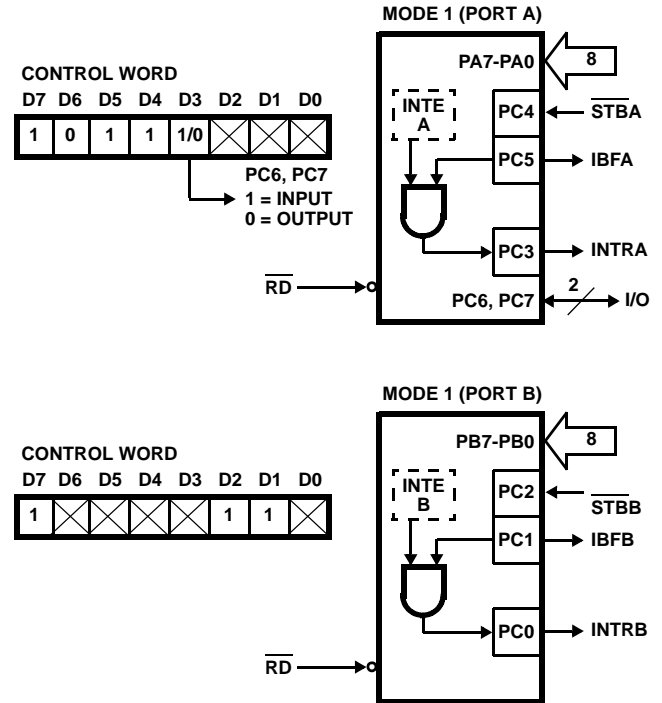 MODE 1 (PORT A)
CONTROL WORD
D7 D6 D5 D4 D3 D2 D1 D0
1 0 1 1 1/0
PC6, PC7
1 = INPUT
0 = OUTPUT
RD
PA7-PA0
8
INTE
A
PC4
STBA
PC5
IBFA
PC3
INTRA
PC6, PC7
2
I/O
MODE 1 (PORT B)
CONTROL WORD
D7 D6 D5 D4 D3 D2 D1 D0
1 1 1
RD
PB7-PB0
8
INTE
B
PC2
STBB
PC1
IBFB
PC0
INTRB